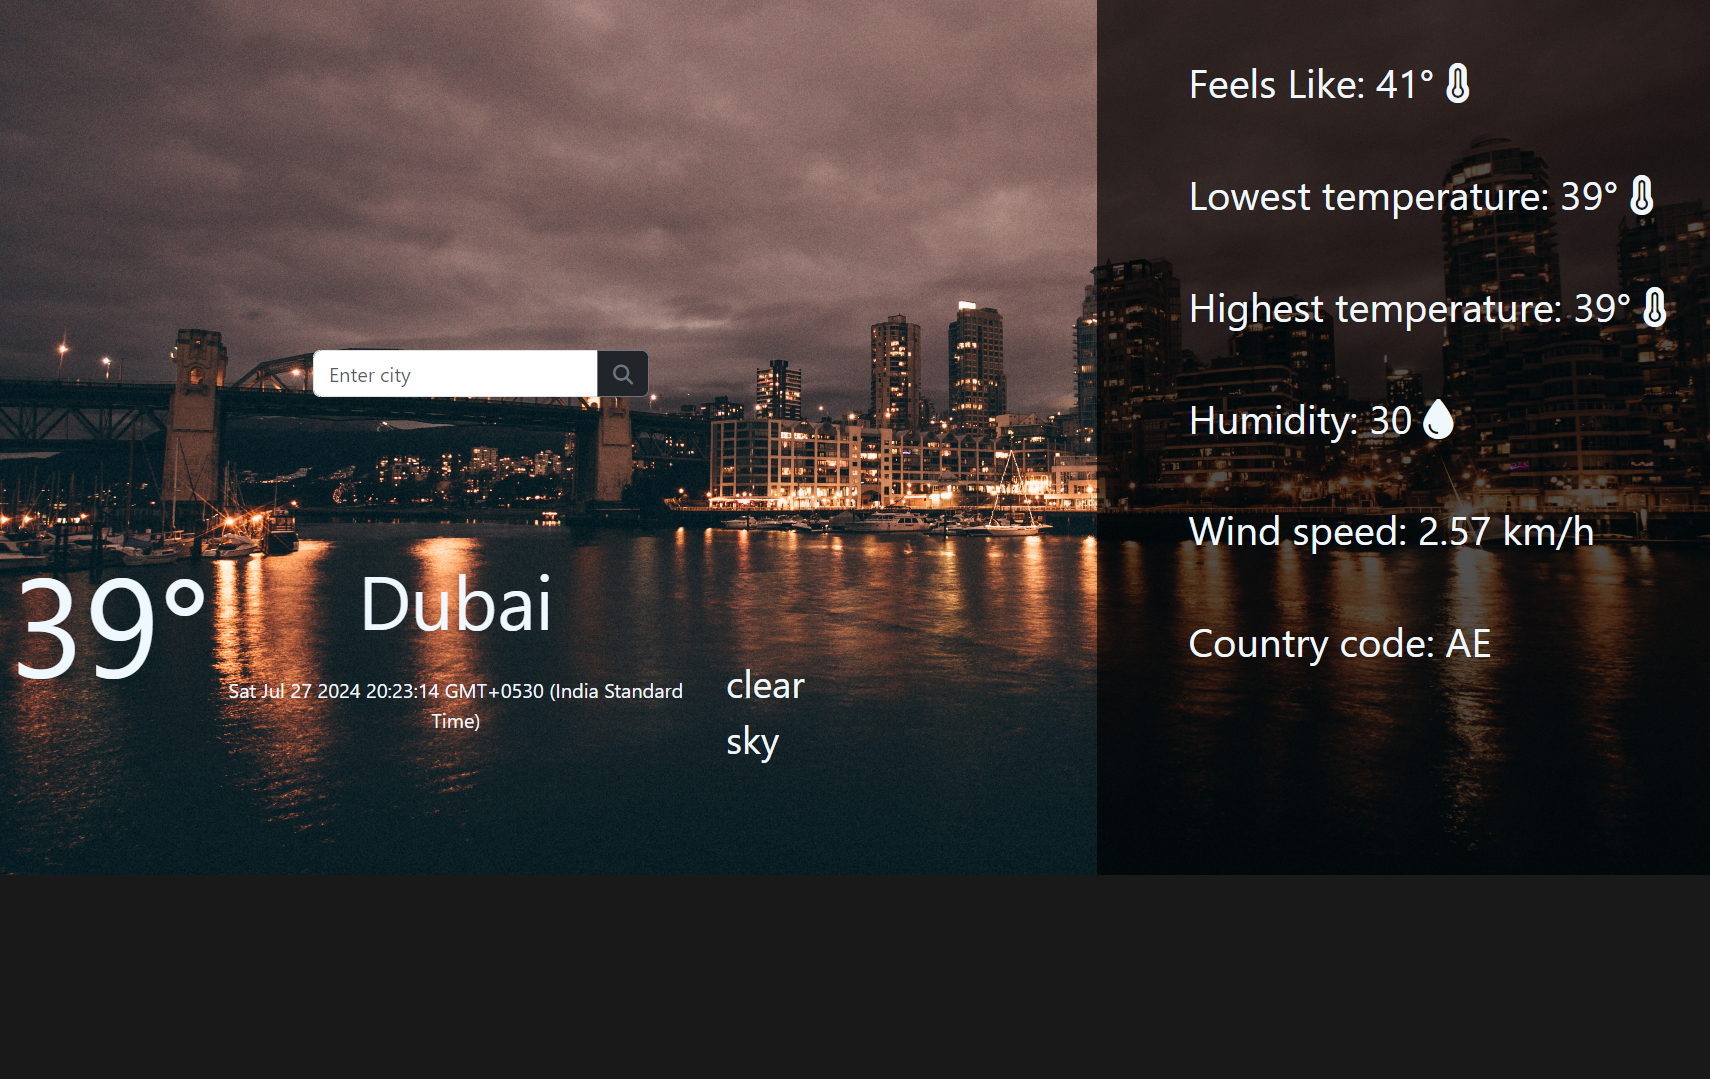 Enter city
39°
Dubai
Sat Jul 27 2024 20:23:14 GMT+0530 (India Standard
Time)
clear
sky
Feels Like: 41°
Lowest temperature: 39°
Highest temperature: 39°
Humidity: 30
Wind speed: 2.57 km/h
Country code: AE